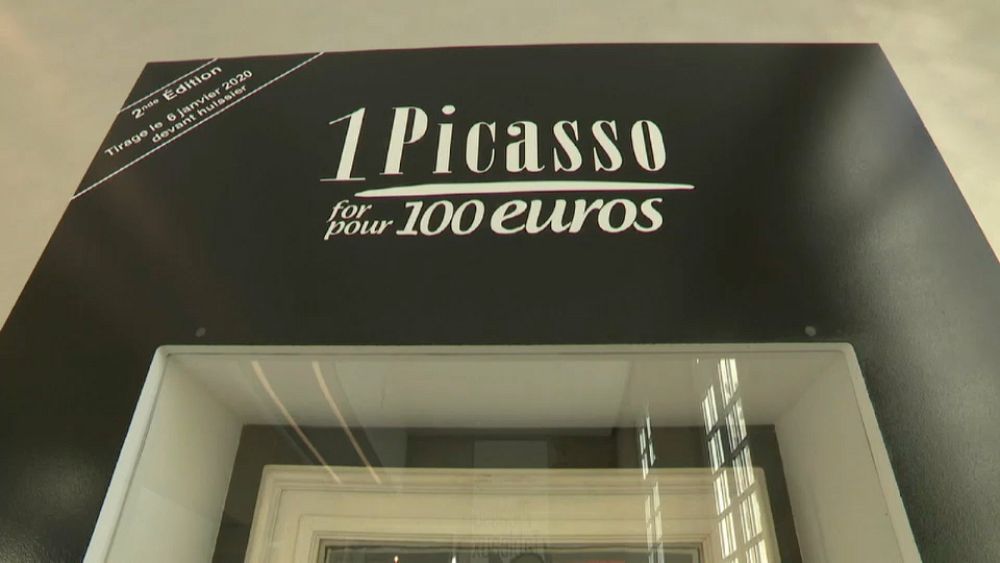 2nde Édition
Tirage le 6 janvier 2020
devant huissier
1 Picasso
for
pour 100 euros